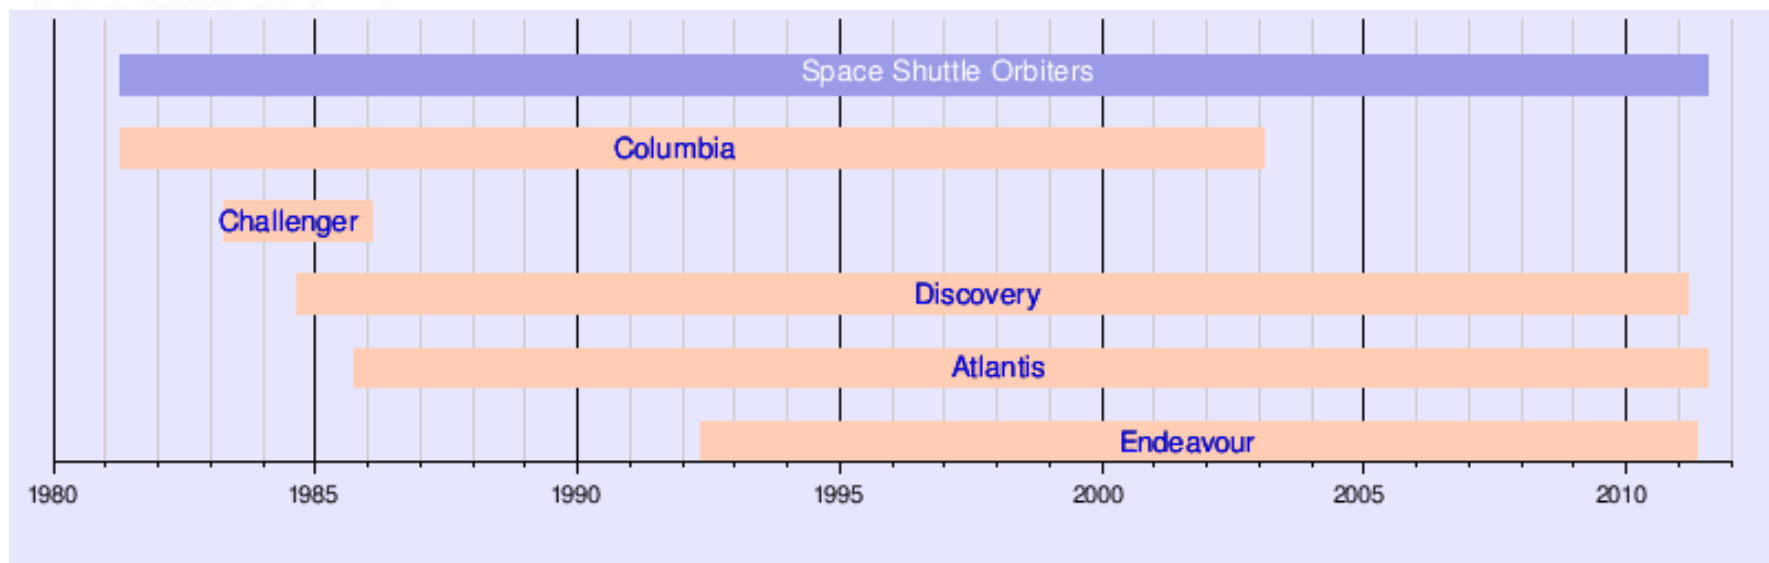 Space Shuttle Orbiters
Columbia
Challenger
Discovery
Atlantis
Endeavour
1980 1985 1990 1995 2000 2005 2010